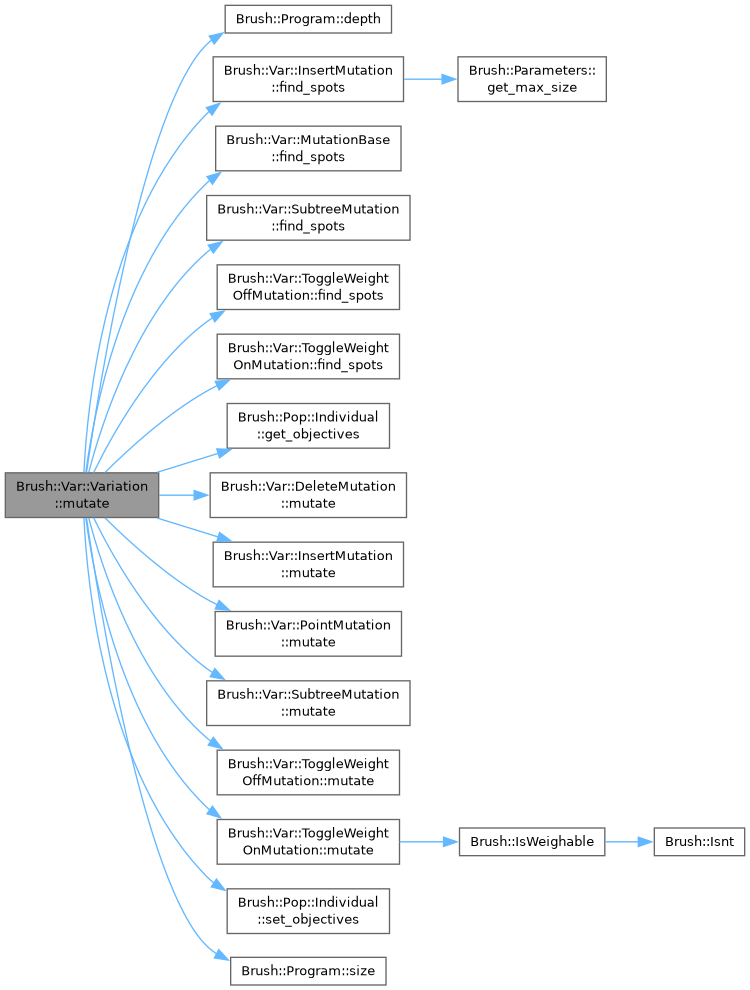 Brush::Program::depth
Brush::Var::InsertMutation
::find_spots
Brush::Parameters::
get_max_size
Brush::Var::MutationBase
::find_spots
Brush::Var::SubtreeMutation
::find_spots
Brush::Var::ToggleWeight
OffMutation::find_spots
Brush::Var::ToggleWeight
OnMutation::find_spots
Brush::Pop::Individual
::get_objectives
Brush::Var::Variation
::mutate
Brush::Var::DeleteMutation
::mutate
Brush::Var::InsertMutation
::mutate
Brush::Var::PointMutation
::mutate
Brush::Var::SubtreeMutation
::mutate
Brush::Var::ToggleWeight
OffMutation::mutate
Brush::Var::ToggleWeight
OnMutation::mutate
Brush::IsWeighable
Brush::Isnt
Brush::Pop::Individual
::set_objectives
Brush::Program::size